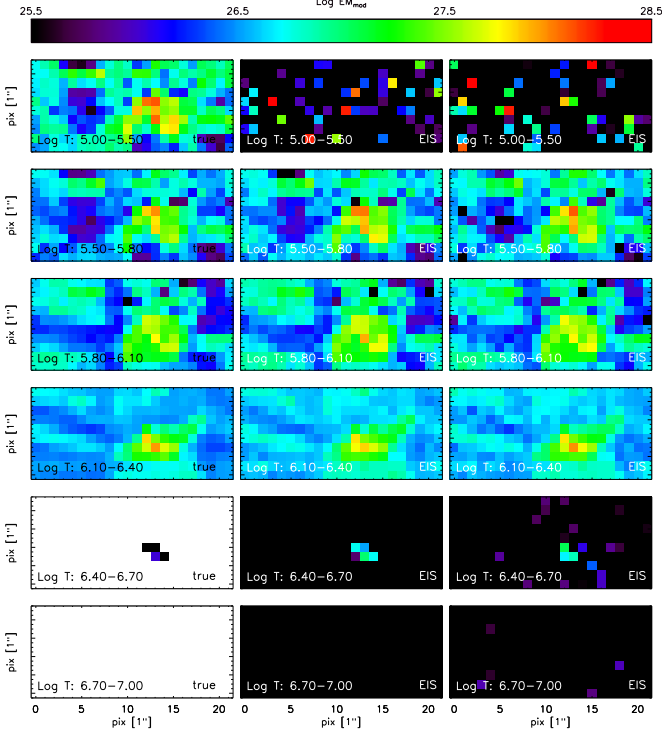 Log EM_mod
25.5 26.5 27.5 28.5
pix [1"]
Log T: 5.00−5.50 true
Log T: 5.00−5.50 EIS
Log T: 5.00−5.50 EIS
pix [1"]
Log T: 5.50−5.80 true
Log T: 5.50−5.80 EIS
Log T: 5.50−5.80 EIS
pix [1"]
Log T: 5.80−6.10 true
Log T: 5.80−6.10 EIS
Log T: 5.80−6.10 EIS
pix [1"]
Log T: 6.10−6.40 true
Log T: 6.10−6.40 EIS
Log T: 6.10−6.40 EIS
pix [1"]
Log T: 6.40−6.70 true
Log T: 6.40−6.70 EIS
Log T: 6.40−6.70 EIS
pix [1"]
Log T: 6.70−7.00 true
Log T: 6.70−7.00 EIS
Log T: 6.70−7.00 EIS
0 5 10 15 20
0 5 10 15 20
0 5 10 15 20
pix [1"]
pix [1"]
pix [1"]